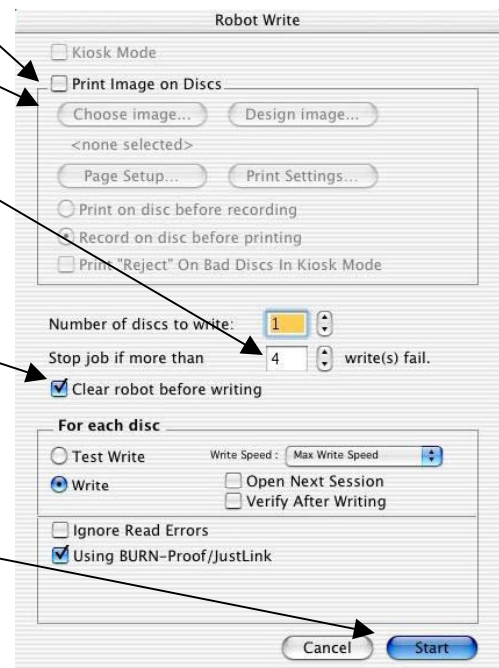 Robot Write
Kiosk Mode
Print Image on Discs
Choose image... Design image...
<none selected>
Page Setup... Print Settings...
Print on disc before recording
Record on disc before printing
Print "Reject" On Bad Discs In Kiosk Mode
Number of discs to write: 1
Stop job if more than 4 write(s) fail.
Clear robot before writing
For each disc
Test Write Write Speed : Max Write Speed
Write Open Next Session
Verify After Writing
Ignore Read Errors
Using BURN-Proof/JustLink
Cancel Start